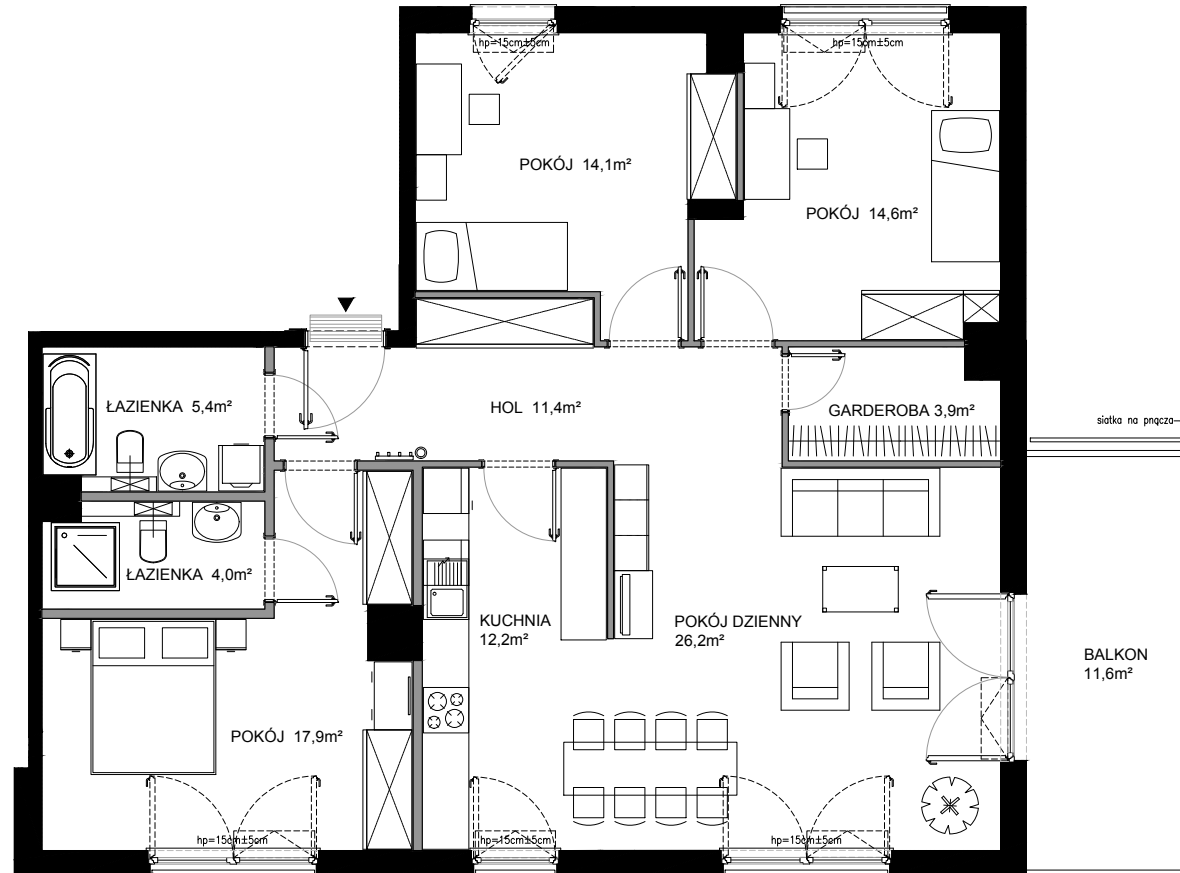 hp=15cm±5cm
hp=15cm±5cm
POKÓJ 14,1m²
POKÓJ 14,6m²
ŁAZIENKA 5,4m²
HOL 11,4m²
GARDEROBA 3,9m²
siatka na pnącza
ŁAZIENKA 4,0m²
KUCHNIA
12,2m²
POKÓJ DZIENNY
26,2m²
BALKON
11,6m²
POKÓJ 17,9m²
hp=15cm±5cm
hp=15cm±5cm
hp=15cm±5cm